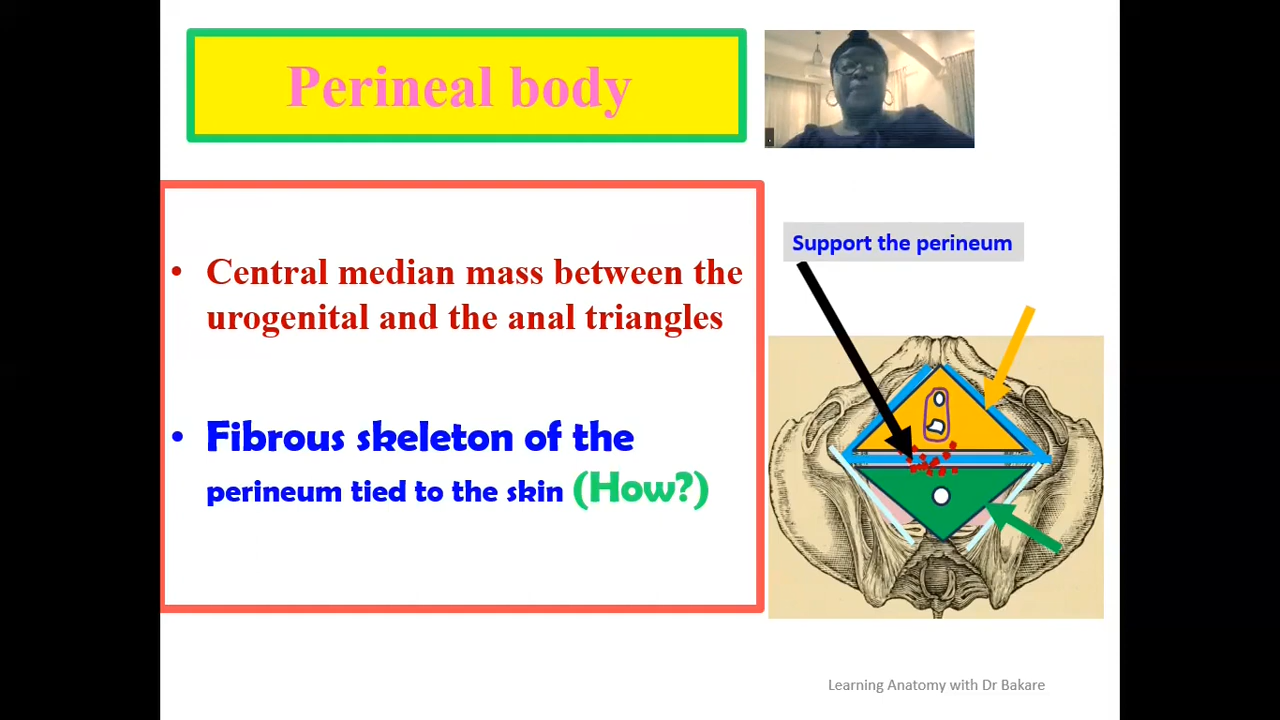 Perineal body
• Central median mass between the
urogenital and the anal triangles
• Fibrous skeleton of the
perineum tied to the skin (How?)
Support the perineum
Learning Anatomy with Dr Bakare